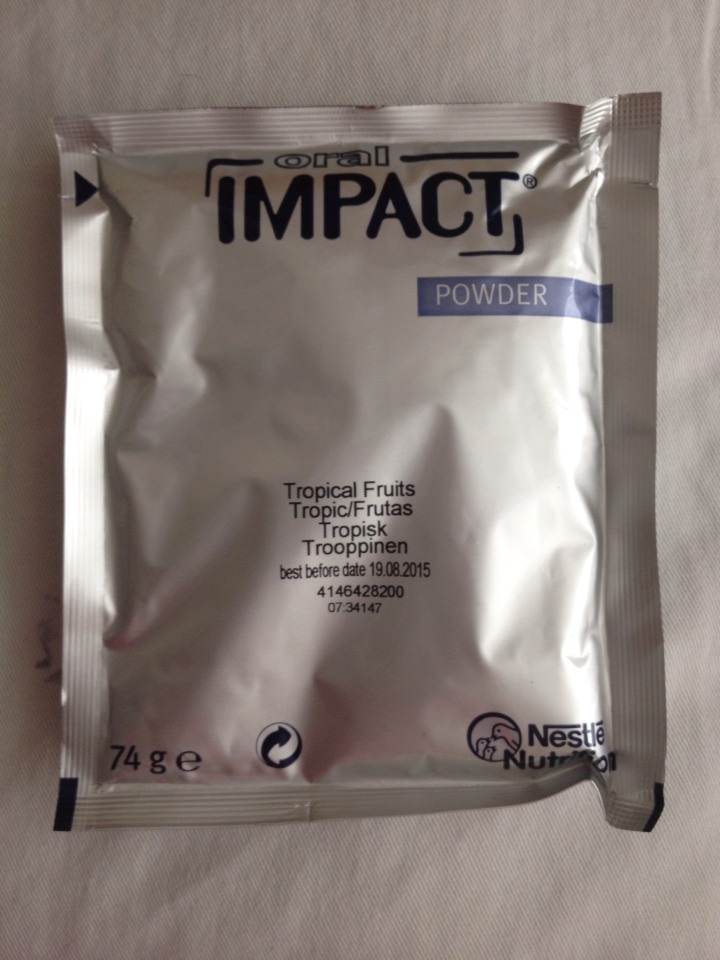 oral
IMPACT®
POWDER
Tropical Fruits
Tropic/Frutas
Tropisk
Trooppinen
best before date 19.08.2015
4146428200
07:34147
74 g ℮
Nestlé
Nutrition